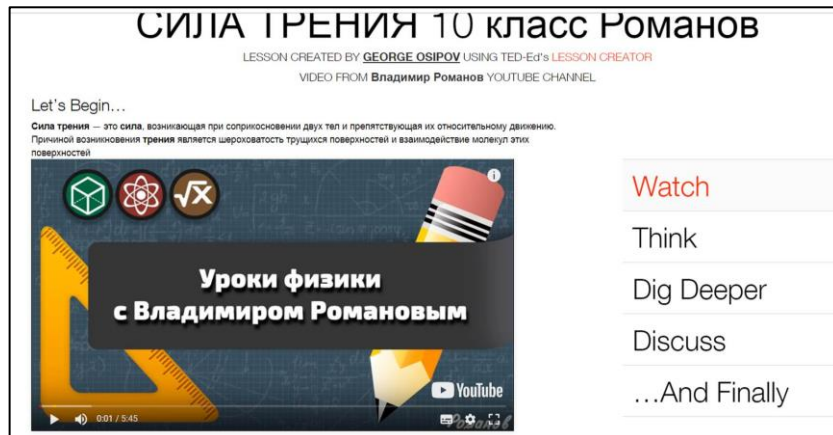 СИЛА ТРЕНИЯ 10 класс Романов
LESSON CREATED BY GEORGE OSIPOV USING TED-Ed's LESSON CREATOR
VIDEO FROM Владимир Романов YOUTUBE CHANNEL
Let's Begin…
Сила трения — это сила, возникающая при соприкосновении двух тел и препятствующая их относительному движению.
Причиной возникновения трения является шероховатость трущихся поверхностей и взаимодействие молекул этих
поверхностей
√x
Уроки физики
с Владимиром Романовым
YouTube
0:01 / 5:45
Романов
Watch
Think
Dig Deeper
Discuss
…And Finally